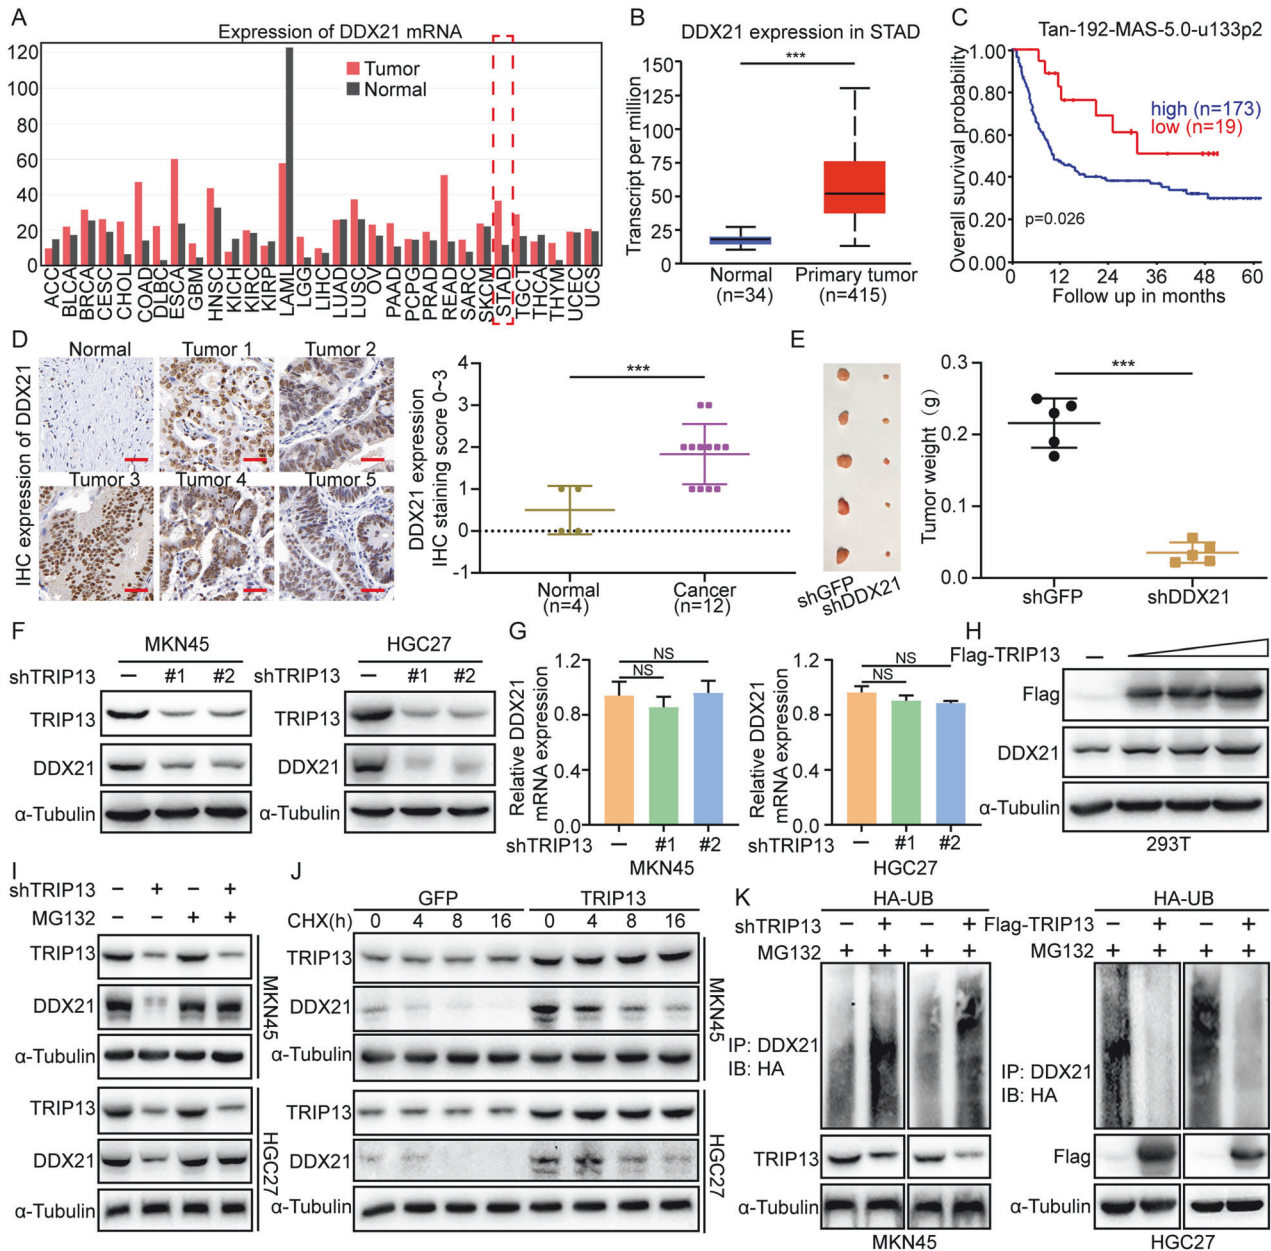 A
Expression of DDX21 mRNA
120
100
80
60
40
20
0
Tumor
Normal
ACC
BLCA
BRCA
CESC
CHOL
COAD
DLBC
ESCA
GBM
HNSC
KICH
KIRC
KIRP
LAML
LGG
LIHC
LUAD
LUSC
OV
PAAD
PCPG
PRAD
READ
SARC
SKCM
STAD
TGCT
THCA
THYM
UCEC
UCS
B
DDX21 expression in STAD
Transcript per million
150
125
100
75
50
25
0
***
Normal
(n=34)
Primary tumor
(n=415)
C
Tan-192-MAS-5.0-u133p2
Overall survival probability
1.00
0.80
0.60
0.40
0.20
0.00
high (n=173)
low (n=19)
p=0.026
0 12 24 36 48 60
Follow up in months
D
IHC expression of DDX21
Normal Tumor 1 Tumor 2
Tumor 3 Tumor 4 Tumor 5
DDX21 expression
IHC staining score 0~3
4
3
2
1
0
-1
***
Normal
(n=4)
Cancer
(n=12)
E
shGFP
shDDX21
Tumor weight (g)
0.3
0.2
0.1
0.0
***
shGFP shDDX21
F
MKN45 HGC27
shTRIP13 – #1 #2 shTRIP13 – #1 #2
TRIP13 TRIP13
DDX21 DDX21
α-Tubulin α-Tubulin
G
Relative DDX21
mRNA expression
1.2
0.8
0.4
0.0
NS
NS
shTRIP13 – #1 #2
MKN45
Relative DDX21
mRNA expression
1.2
0.8
0.4
0.0
NS
NS
– #1 #2
HGC27
H
Flag-TRIP13 –
Flag
DDX21
α-Tubulin
293T
I
shTRIP13 – + – +
MG132 – – + +
TRIP13
DDX21
α-Tubulin
MKN45
TRIP13
DDX21
α-Tubulin
HGC27
J
GFP TRIP13
CHX(h) 0 4 8 16 0 4 8 16
TRIP13
DDX21
α-Tubulin
MKN45
TRIP13
DDX21
α-Tubulin
HGC27
K
HA-UB
shTRIP13 – + – +
MG132 + + + +
IP: DDX21
IB: HA
TRIP13
α-Tubulin
MKN45
HA-UB
Flag-TRIP13 – + – +
MG132 + + + +
IP: DDX21
IB: HA
Flag
α-Tubulin
HGC27